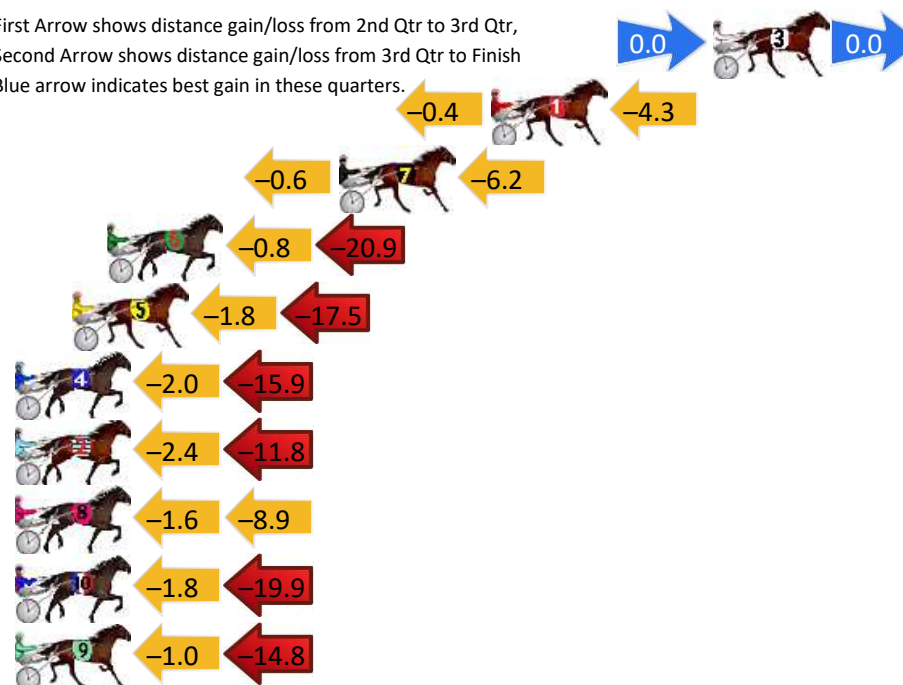 First Arrow shows distance gain/loss from 2nd Qtr to 3rd Qtr,
Second Arrow shows distance gain/loss from 3rd Qtr to Finish
Blue arrow indicates best gain in these quarters.
0.0 3 0.0
−0.4 1 −4.3
−0.6 7 −6.2
6 −0.8 −20.9
5 −1.8 −17.5
4 −2.0 −15.9
2 −2.4 −11.8
8 −1.6 −8.9
10 −1.8 −19.9
9 −1.0 −14.8